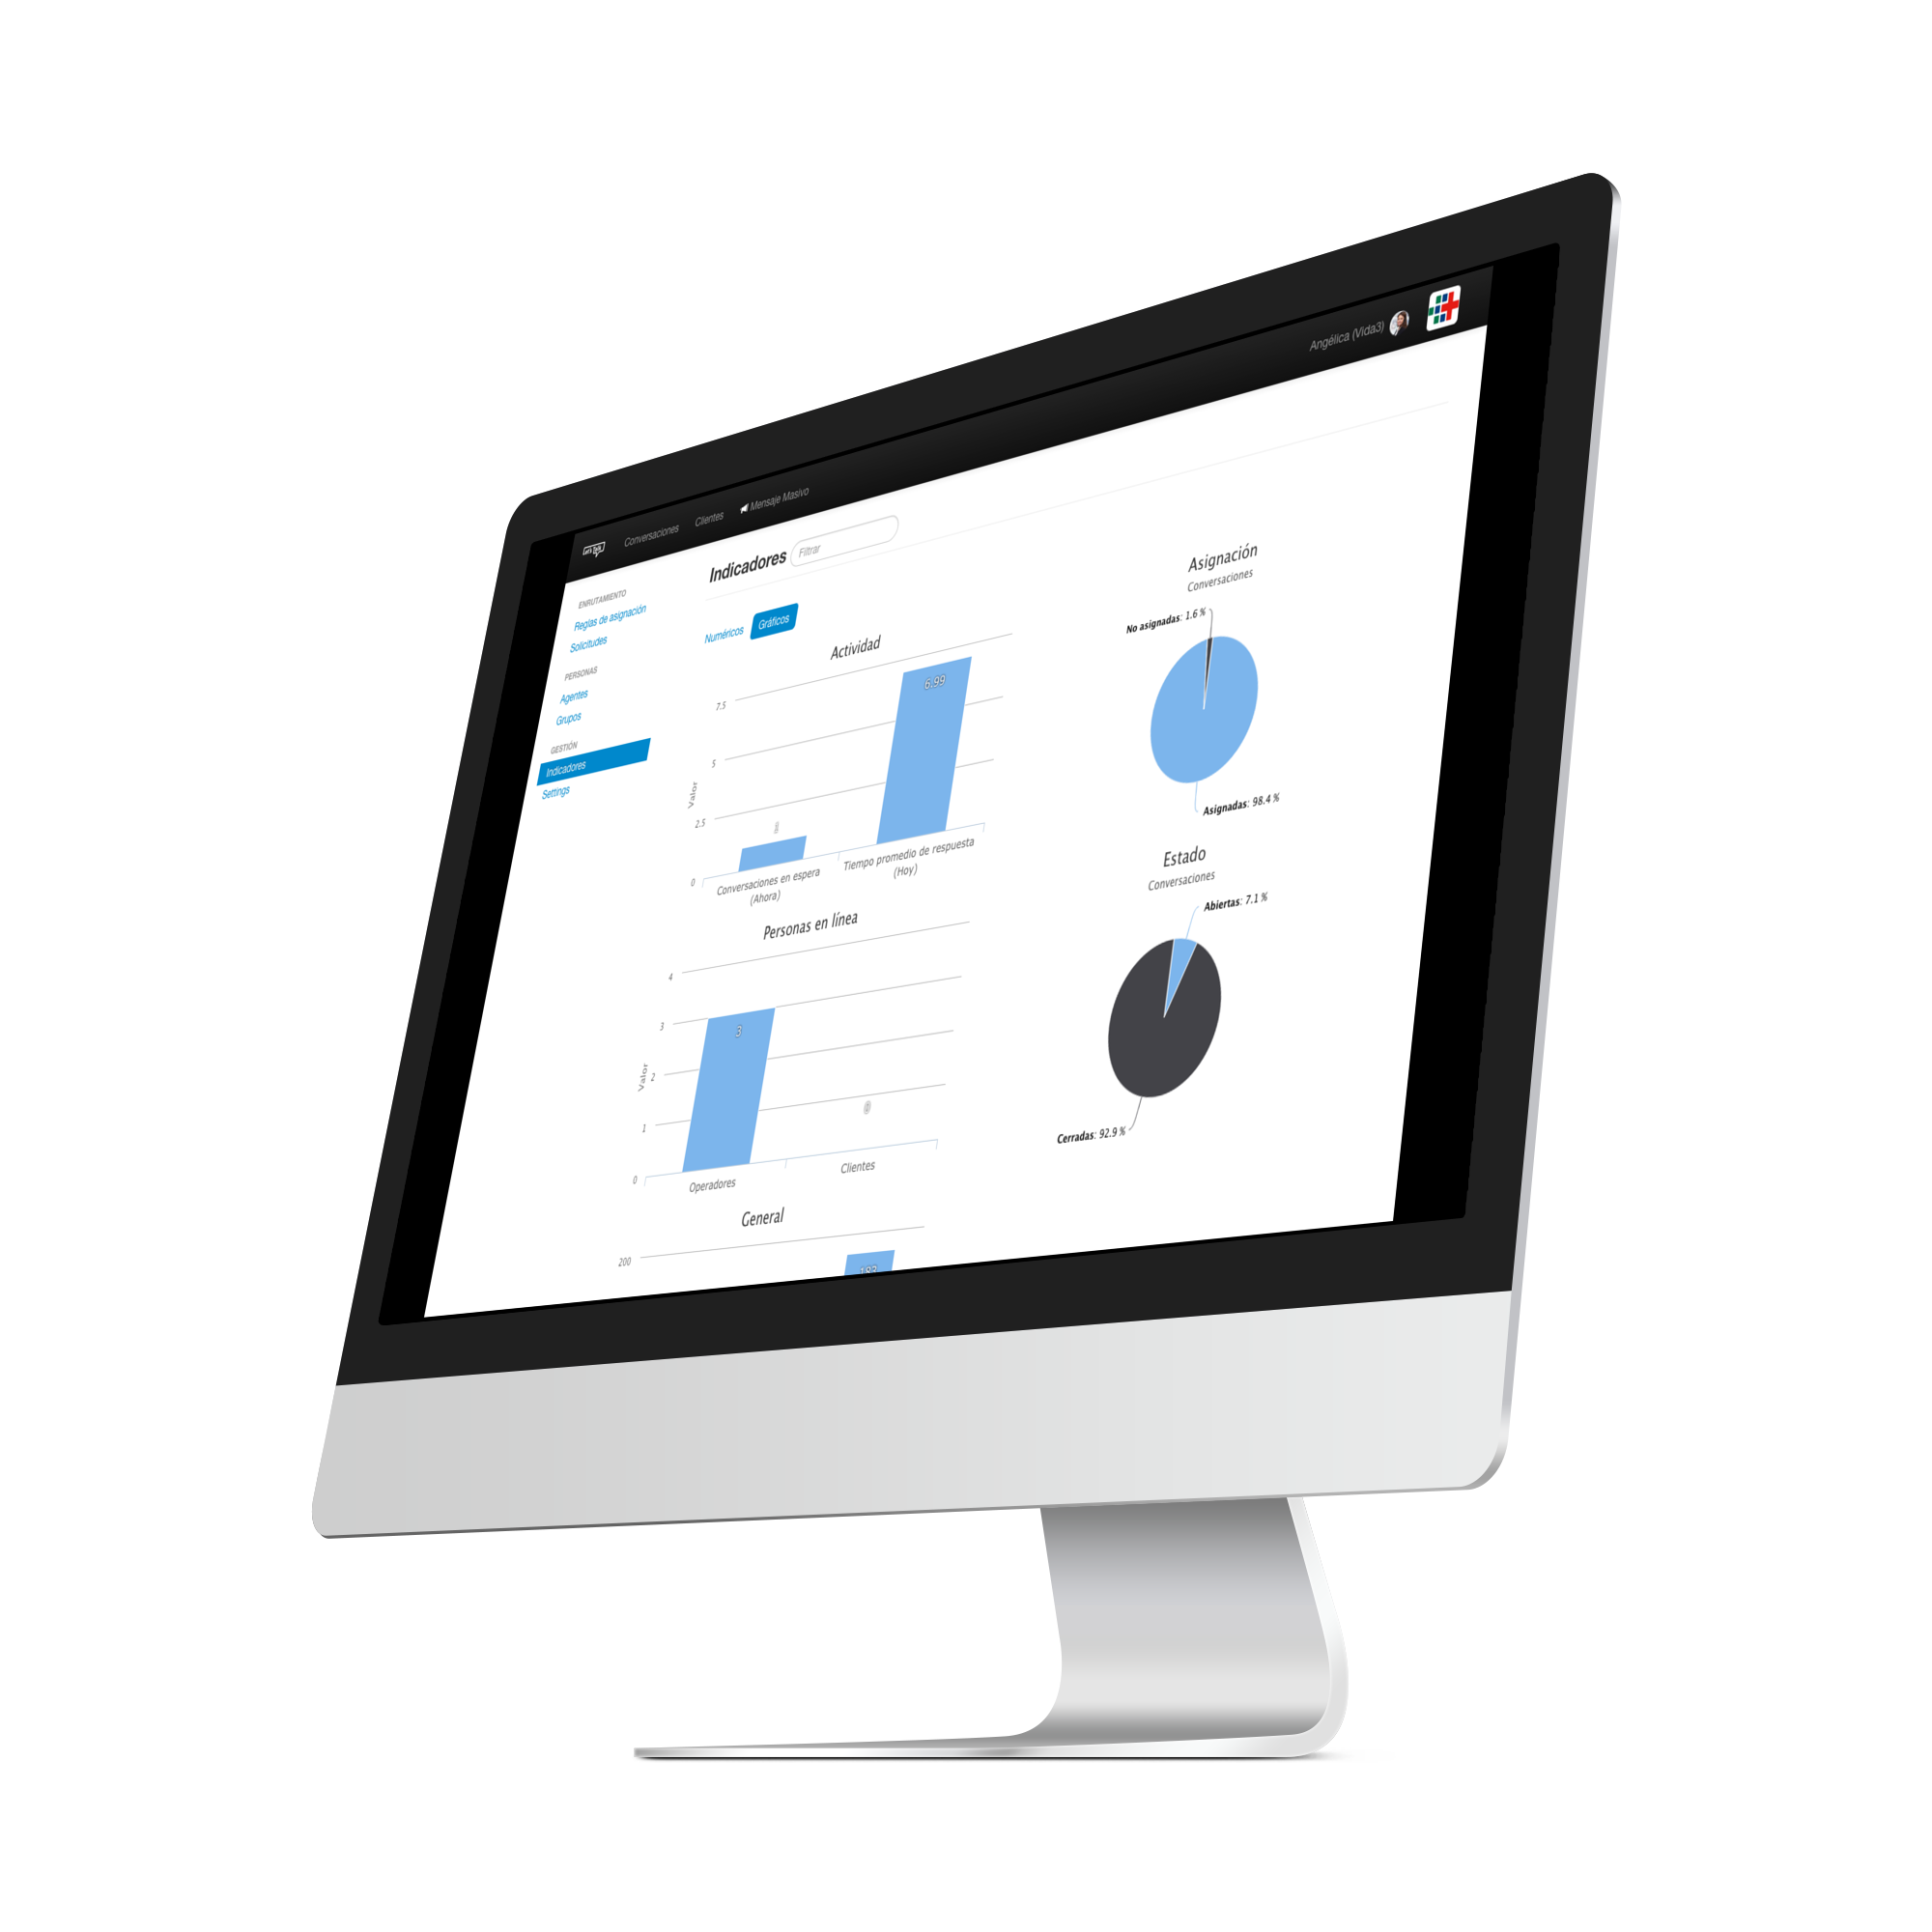 Let's Talk
Conversaciones
Clientes
Mensaje Masivo
Angélica (Vida3)
ENRUTAMIENTO
Reglas de asignación
Solicitudes
PERSONAS
Agentes
Grupos
GESTIÓN
Indicadores
Settings
Indicadores
Filtrar
Numéricos
Gráficos
Actividad
7.5
5
2.5
0
Valor
6.99
Conversaciones en espera
(Ahora)
Tiempo promedio de respuesta
(Hoy)
Personas en línea
4
3
2
1
0
Valor
3
0
Operadores
Clientes
General
200
Asignación
Conversaciones
No asignadas: 1.6 %
Asignadas: 98.4 %
Estado
Conversaciones
Abiertas: 7.1 %
Cerradas: 92.9 %